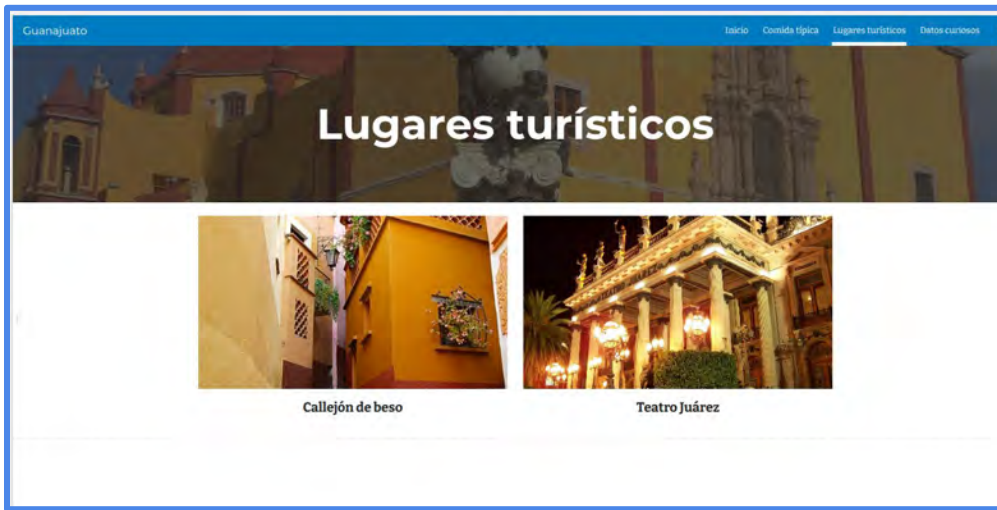 Guanajuato
Inicio Comida típica Lugares turísticos Datos curiosos
Lugares turísticos
Callejón de beso
Teatro Juárez